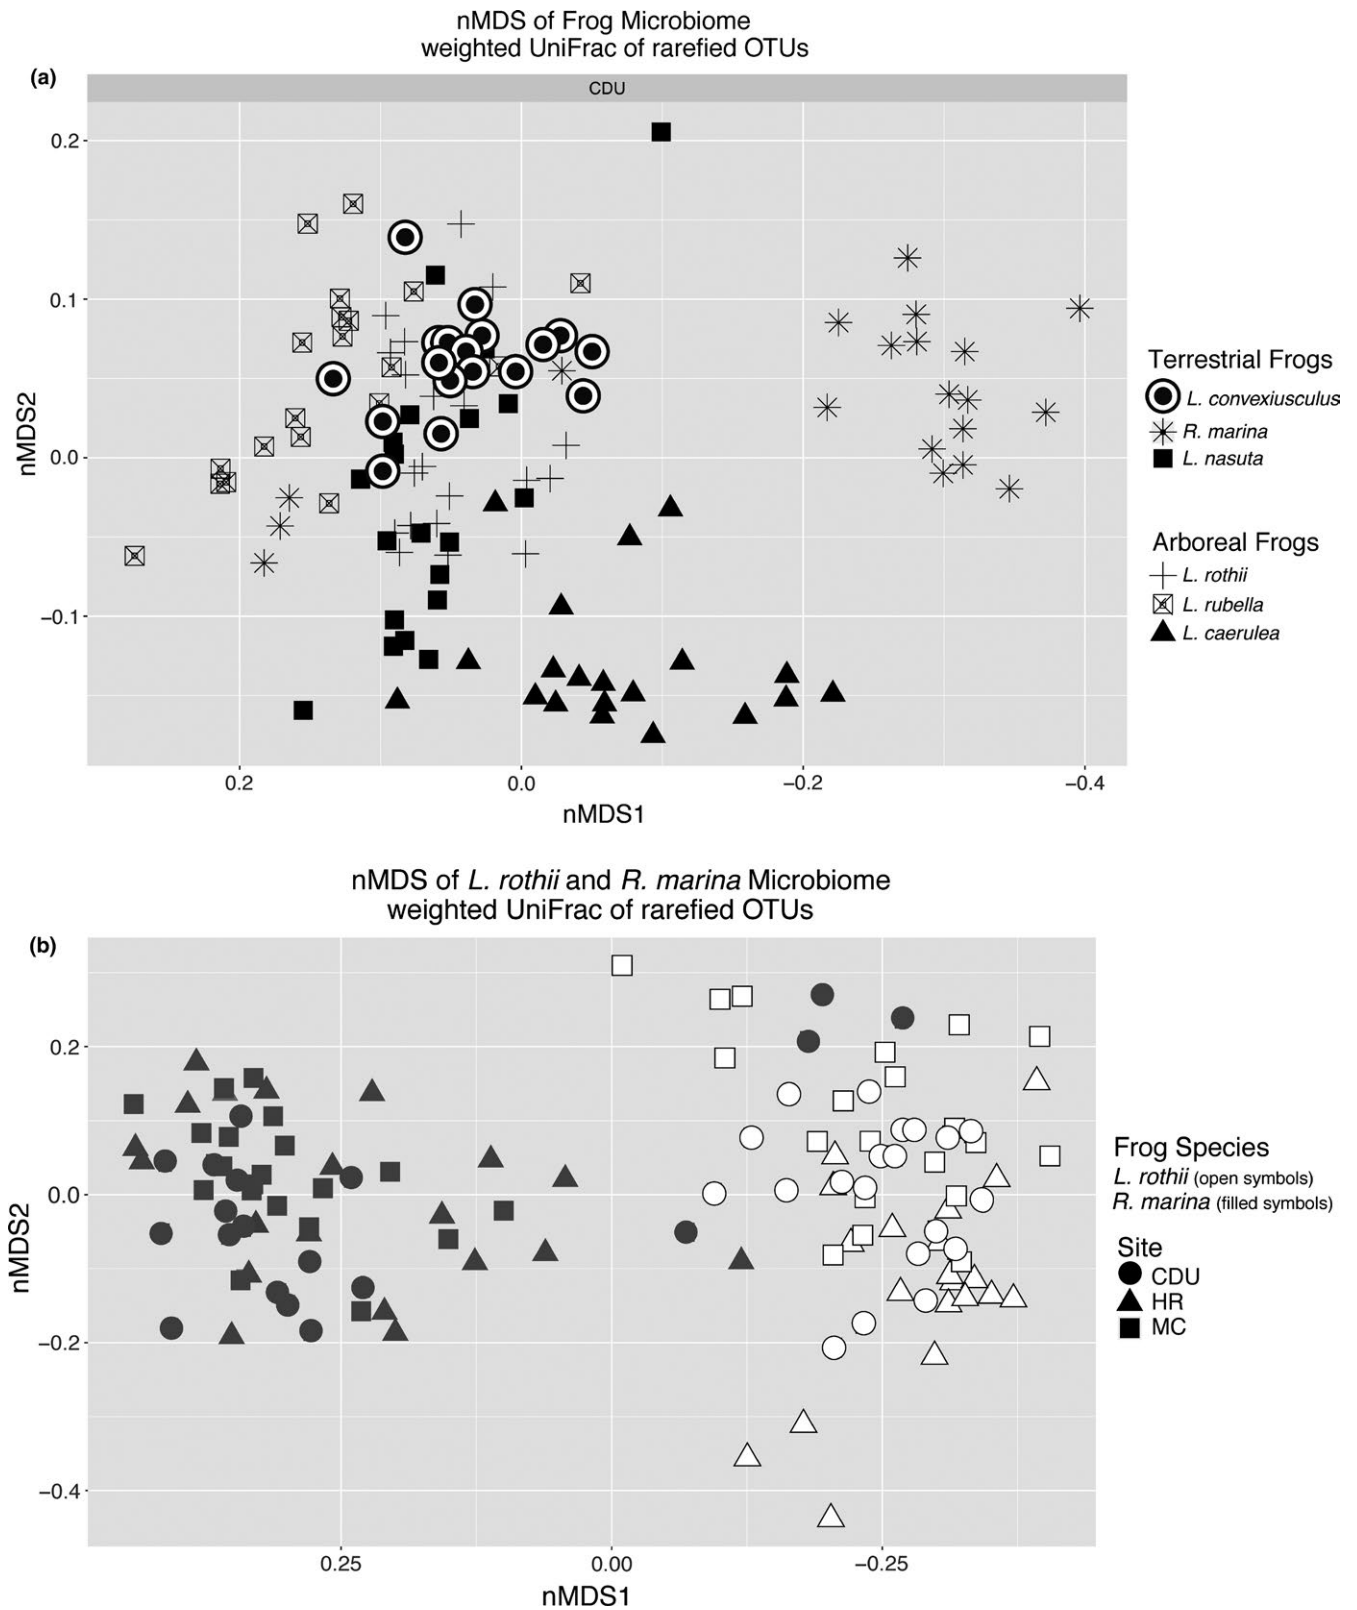 nMDS of Frog Microbiome
weighted UniFrac of rarefied OTUs
(a)
CDU
0.2
0.1
0.0
−0.1
nMDS2
0.2
0.0
−0.2
−0.4
nMDS1
Terrestrial Frogs
L. convexiusculus
R. marina
L. nasuta
Arboreal Frogs
L. rothii
L. rubella
L. caerulea
nMDS of L. rothii and R. marina Microbiome
weighted UniFrac of rarefied OTUs
(b)
0.2
0.0
−0.2
−0.4
nMDS2
0.25
0.00
−0.25
nMDS1
Frog Species
L. rothii (open symbols)
R. marina (filled symbols)
Site
CDU
HR
MC